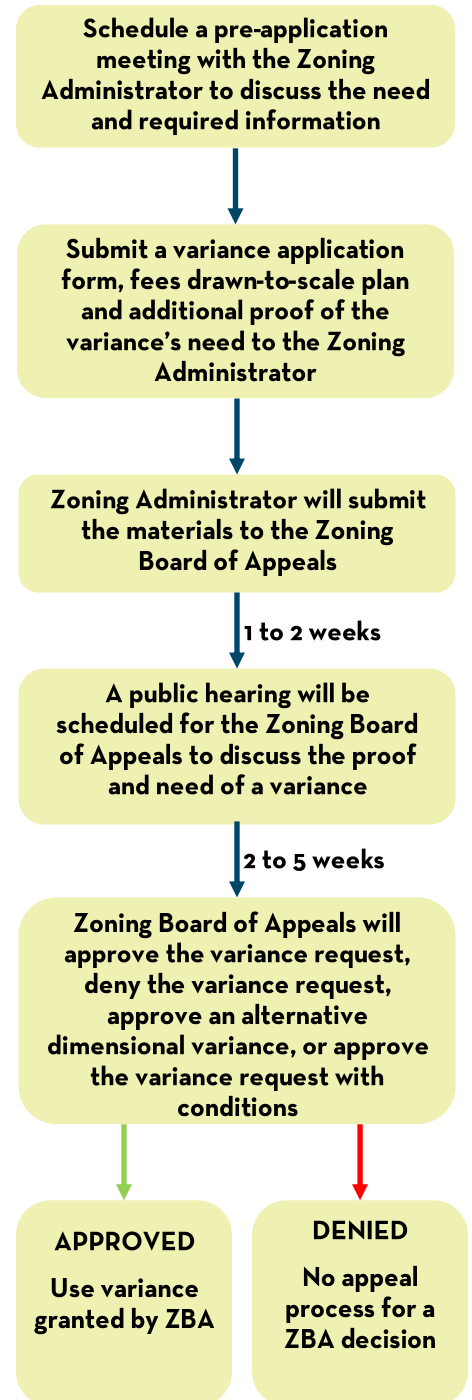 Schedule a pre-application
meeting with the Zoning
Administrator to discuss the need
and required information
Submit a variance application
form, fees drawn-to-scale plan
and additional proof of the
variance's need to the Zoning
Administrator
Zoning Administrator will submit
the materials to the Zoning
Board of Appeals
1 to 2 weeks
A public hearing will be
scheduled for the Zoning Board
of Appeals to discuss the proof
and need of a variance
2 to 5 weeks
Zoning Board of Appeals will
approve the variance request,
deny the variance request,
approve an alternative
dimensional variance, or approve
the variance request with
conditions
APPROVED
Use variance
granted by ZBA
DENIED
No appeal
process for a
ZBA decision